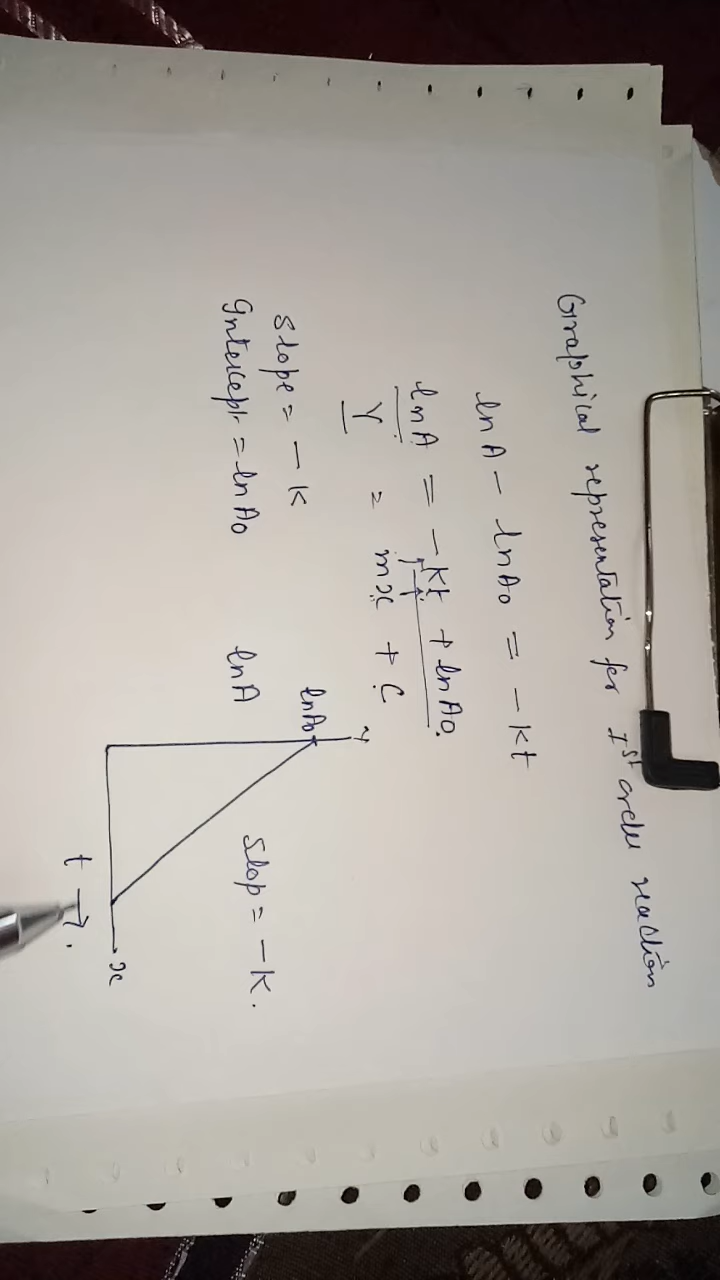 Graphical representation for Ist order reaction
ln A - ln A0 = - kt
ln A = - kt + ln A0.
Y = mx + C
Slope = - k
Intercept = ln A0
y
ln A0
ln A
Slop = - k.
x
t →.